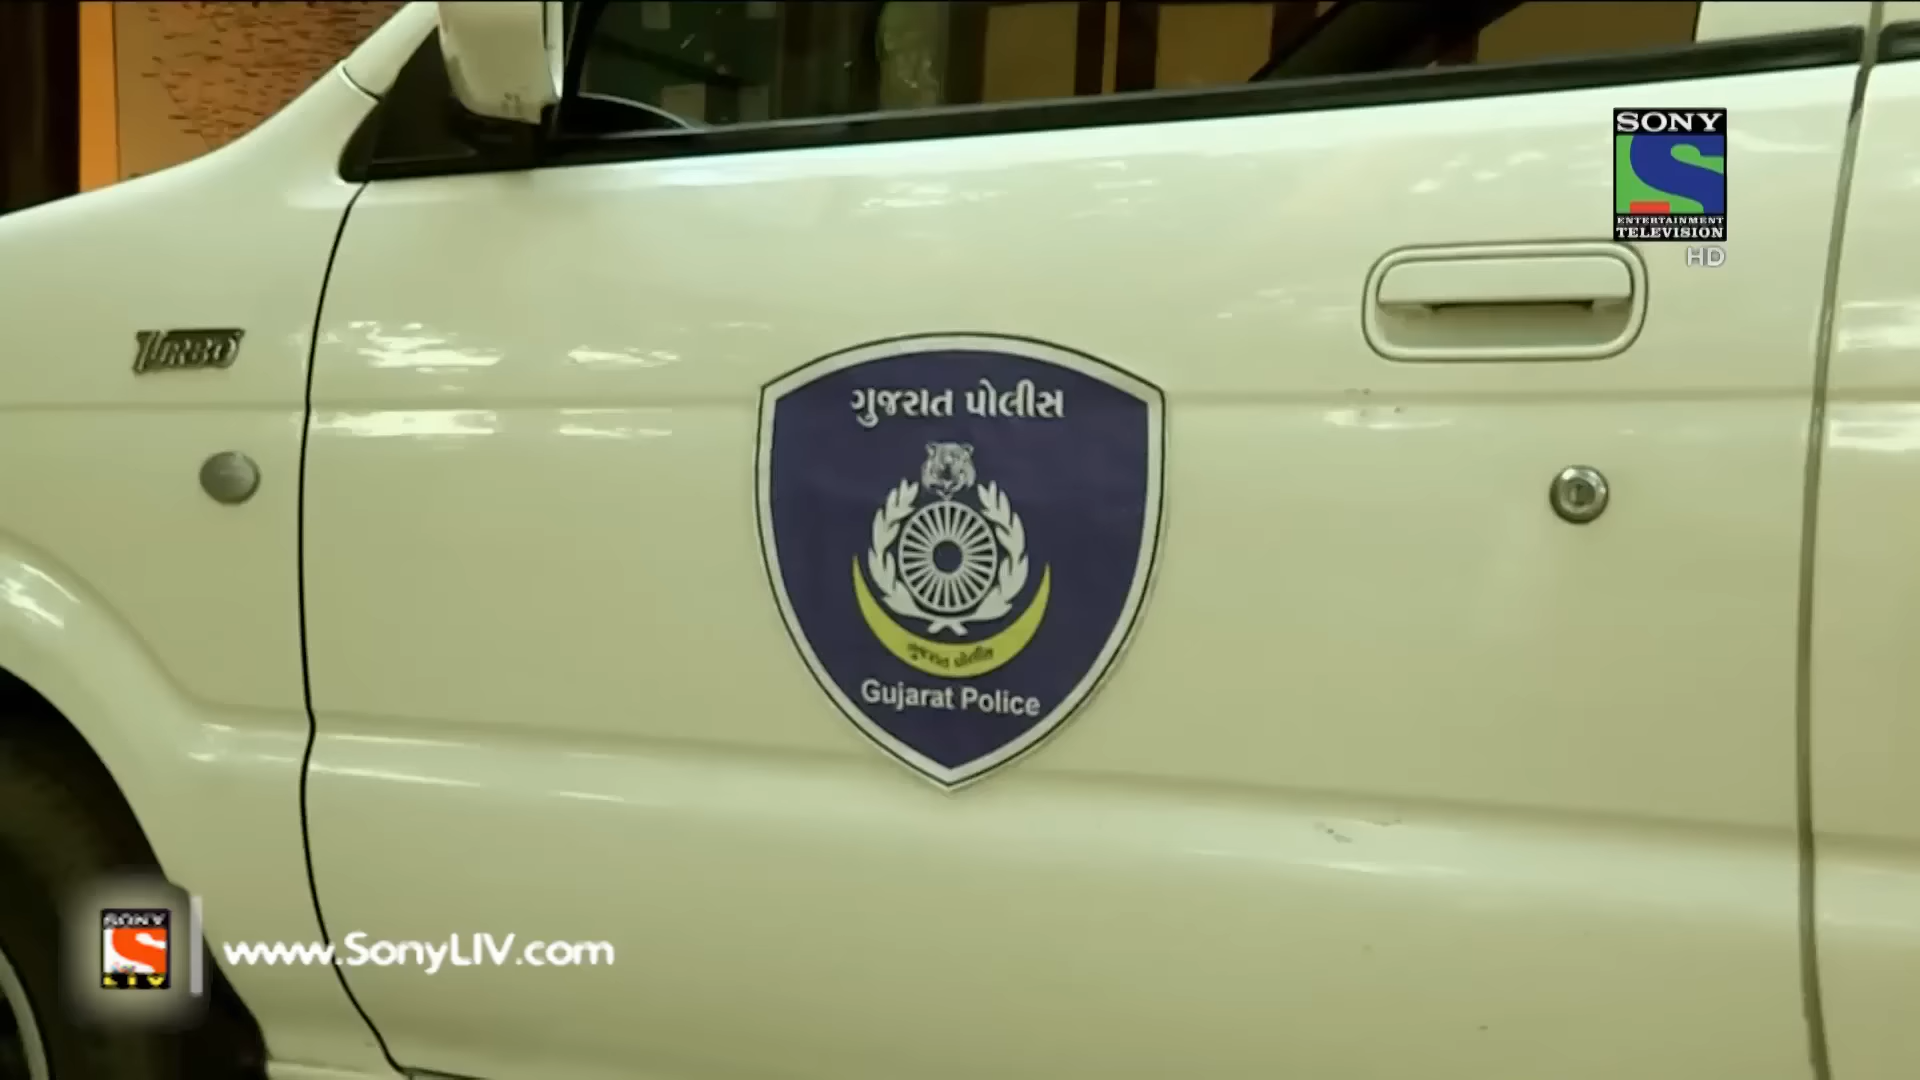 SONY
ENTERTAINMENT
TELEVISION
HD
TURBO
ગુજરાત પોલીસ
ગુજરાત પોલીસ
Gujarat Police
SONY
LIV
www.SonyLIV.com